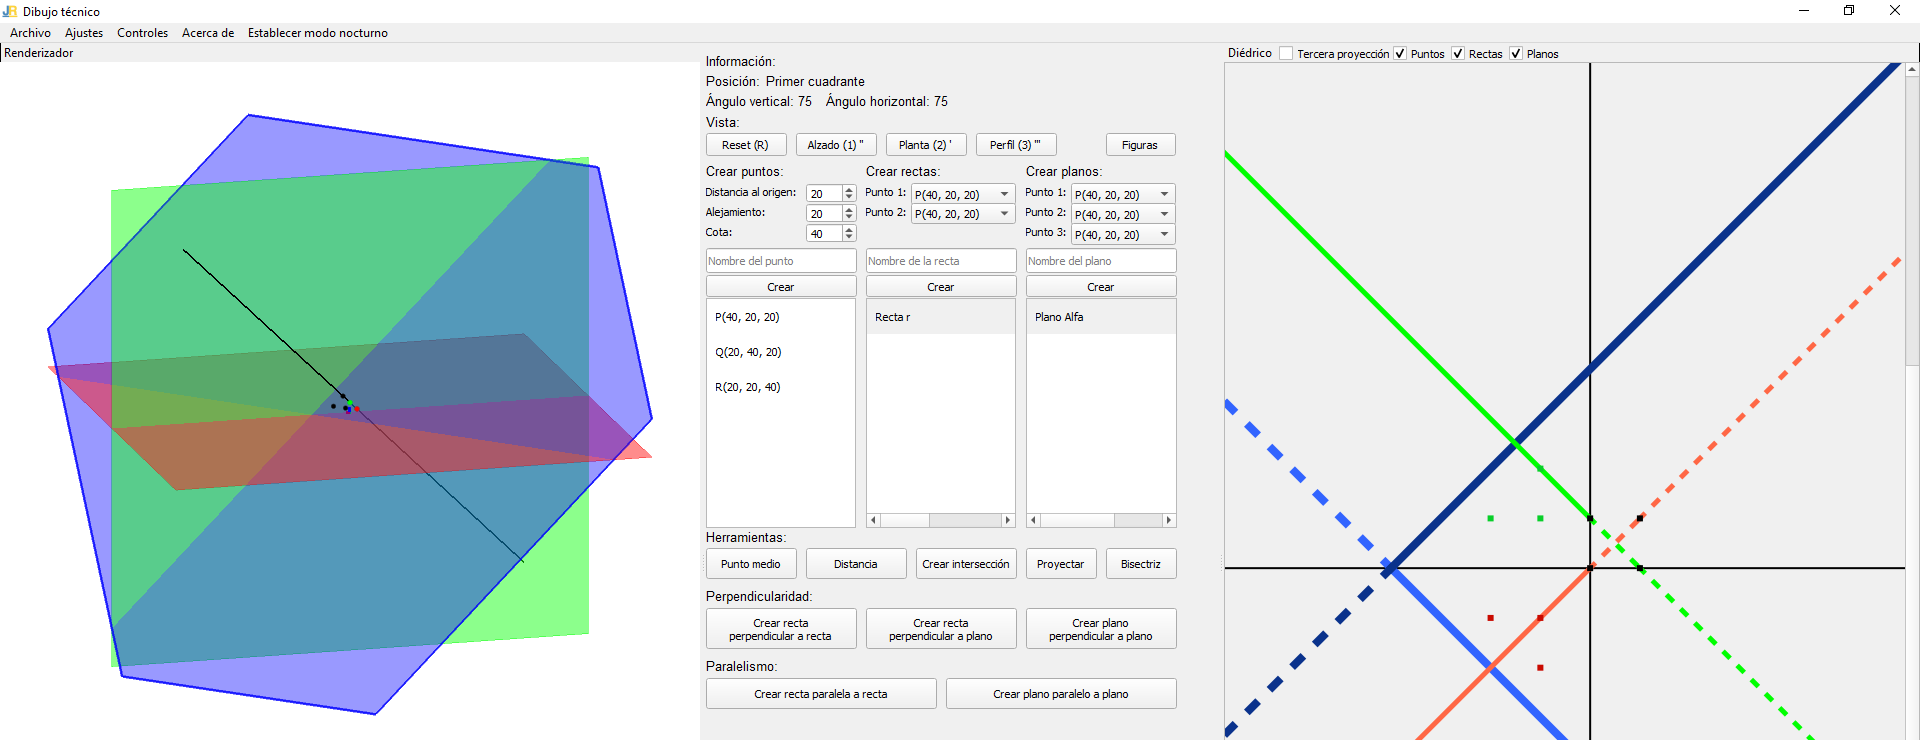 Dibujo técnico
Archivo Ajustes Controles Acerca de Establecer modo nocturno
Renderizador
Información:
Posición: Primer cuadrante
Ángulo vertical: 75 Ángulo horizontal: 75
Vista:
Reset (R) Alzado (1) '' Planta (2) ' Perfil (3) ''' Figuras
Crear puntos: Crear rectas: Crear planos:
Distancia al origen: 20 Punto 1: P(40, 20, 20) Punto 1: P(40, 20, 20)
Alejamiento: 20 Punto 2: P(40, 20, 20) Punto 2: P(40, 20, 20)
Cota: 40 Punto 3: P(40, 20, 20)
Nombre del punto Nombre de la recta Nombre del plano
Crear Crear Crear
P(40, 20, 20) Recta r Plano Alfa
Q(20, 40, 20)
R(20, 20, 40)
Herramientas:
Punto medio Distancia Crear intersección Proyectar Bisectriz
Perpendicularidad:
Crear recta perpendicular a recta
Crear recta perpendicular a plano
Crear plano perpendicular a plano
Paralelismo:
Crear recta paralela a recta Crear plano paralelo a plano
Diédrico Tercera proyección Puntos Rectas Planos